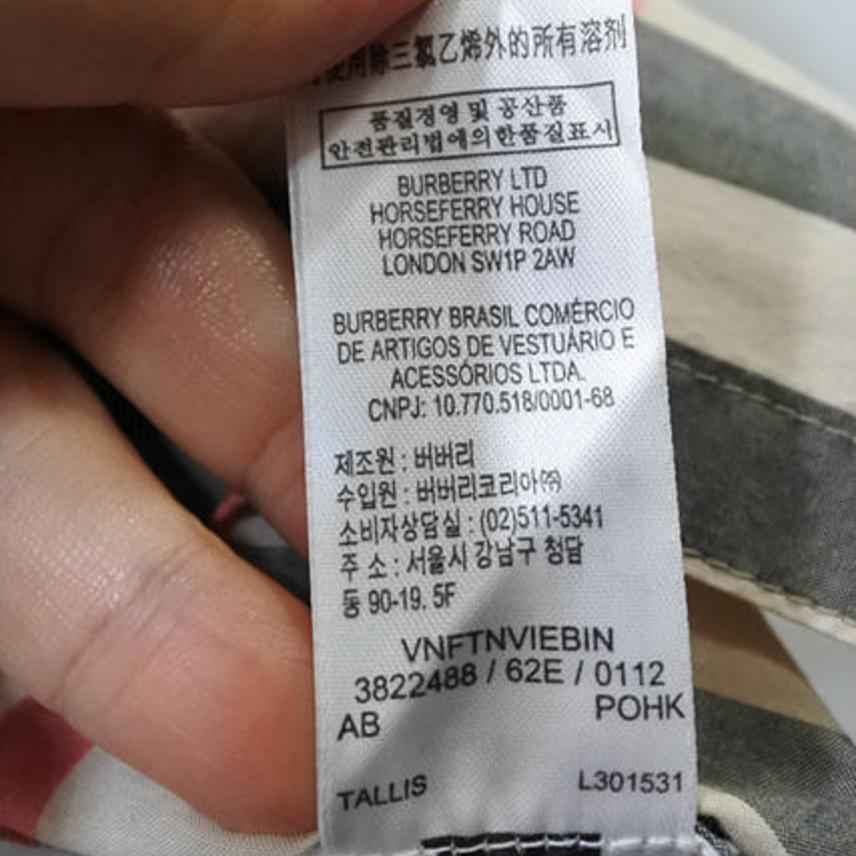 使用除三氯乙烯外的所有溶剂
품질경영 및 공산품
안전관리법에의한품질표시
BURBERRY LTD
HORSEFERRY HOUSE
HORSEFERRY ROAD
LONDON SW1P 2AW
BURBERRY BRASIL COMÉRCIO
DE ARTIGOS DE VESTUÁRIO E
ACESSÓRIOS LTDA.
CNPJ: 10.770.518/0001-68
제조원 : 버버리
수입원 : 버버리코리아㈜
소비자상담실 : (02)511-5341
주 소 : 서울시 강남구 청담
동 90-19. 5F
VNFTNVIEBIN
3822488 / 62E / 0112
AB POHK
TALLIS L301531